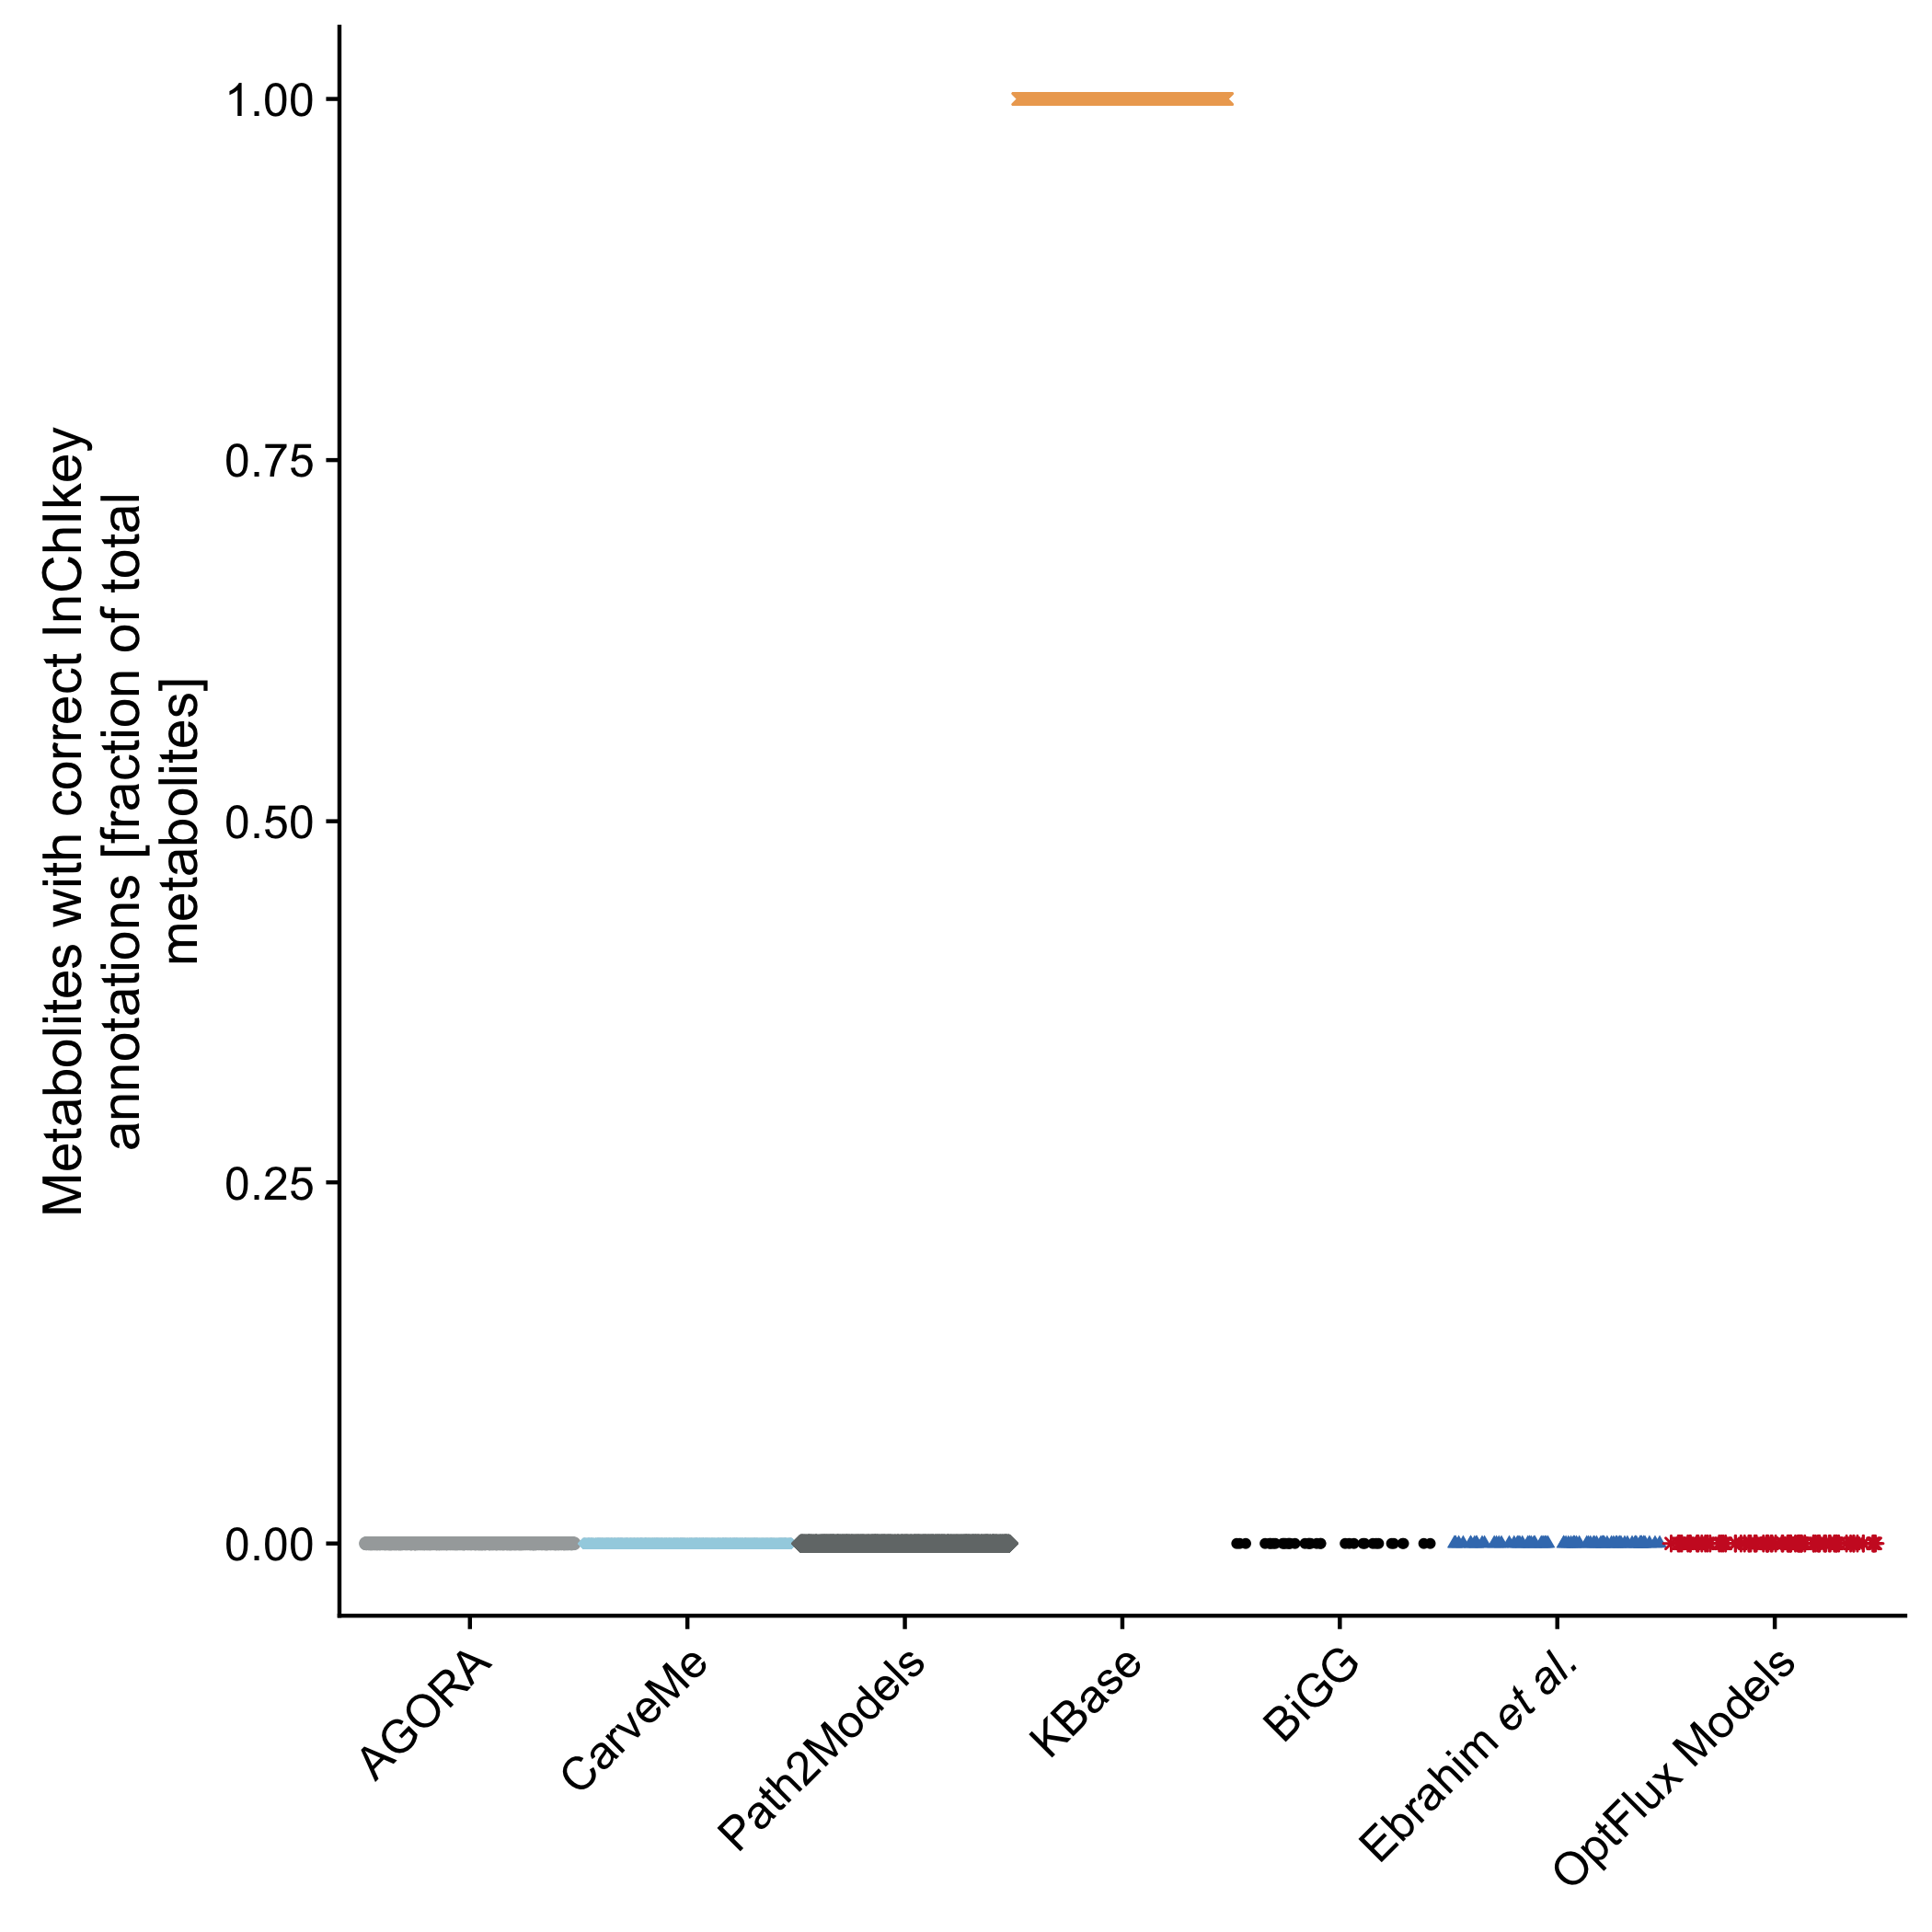 Metabolites with correct InChIkey
annotations [fraction of total
metabolites]
1.00
0.75
0.50
0.25
0.00
AGORA
CarveMe
Path2Models
KBase
BiGG
Ebrahim et al.
OptFlux Models